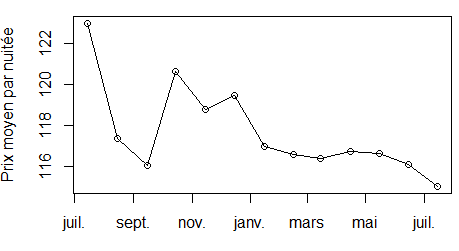 Prix moyen par nuitée
122
120
118
116
juil. sept. nov. janv. mars mai juil.